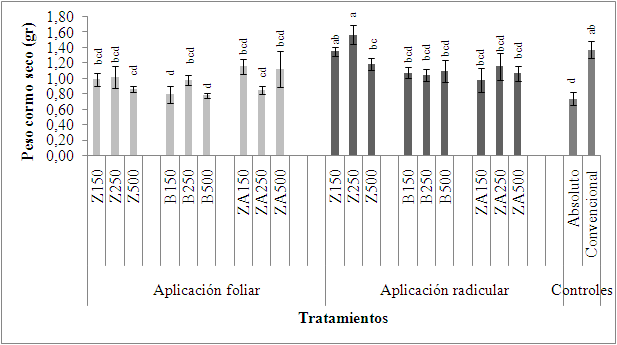 Peso cormo seco (gr)
1,80
1,60
1,40
1,20
1,00
0,80
0,60
0,40
0,20
0,00
bcd
bcd
cd
d
bcd
d
bcd
cd
bcd
ab
a
bc
bcd
bcd
bcd
bcd
bcd
bcd
d
ab
Z150
Z250
Z500
B150
B250
B500
ZA150
ZA250
ZA500
Z150
Z250
Z500
B150
B250
B500
ZA150
ZA250
ZA500
Absoluto
Convencional
Aplicación foliar
Aplicación radicular
Controles
Tratamientos